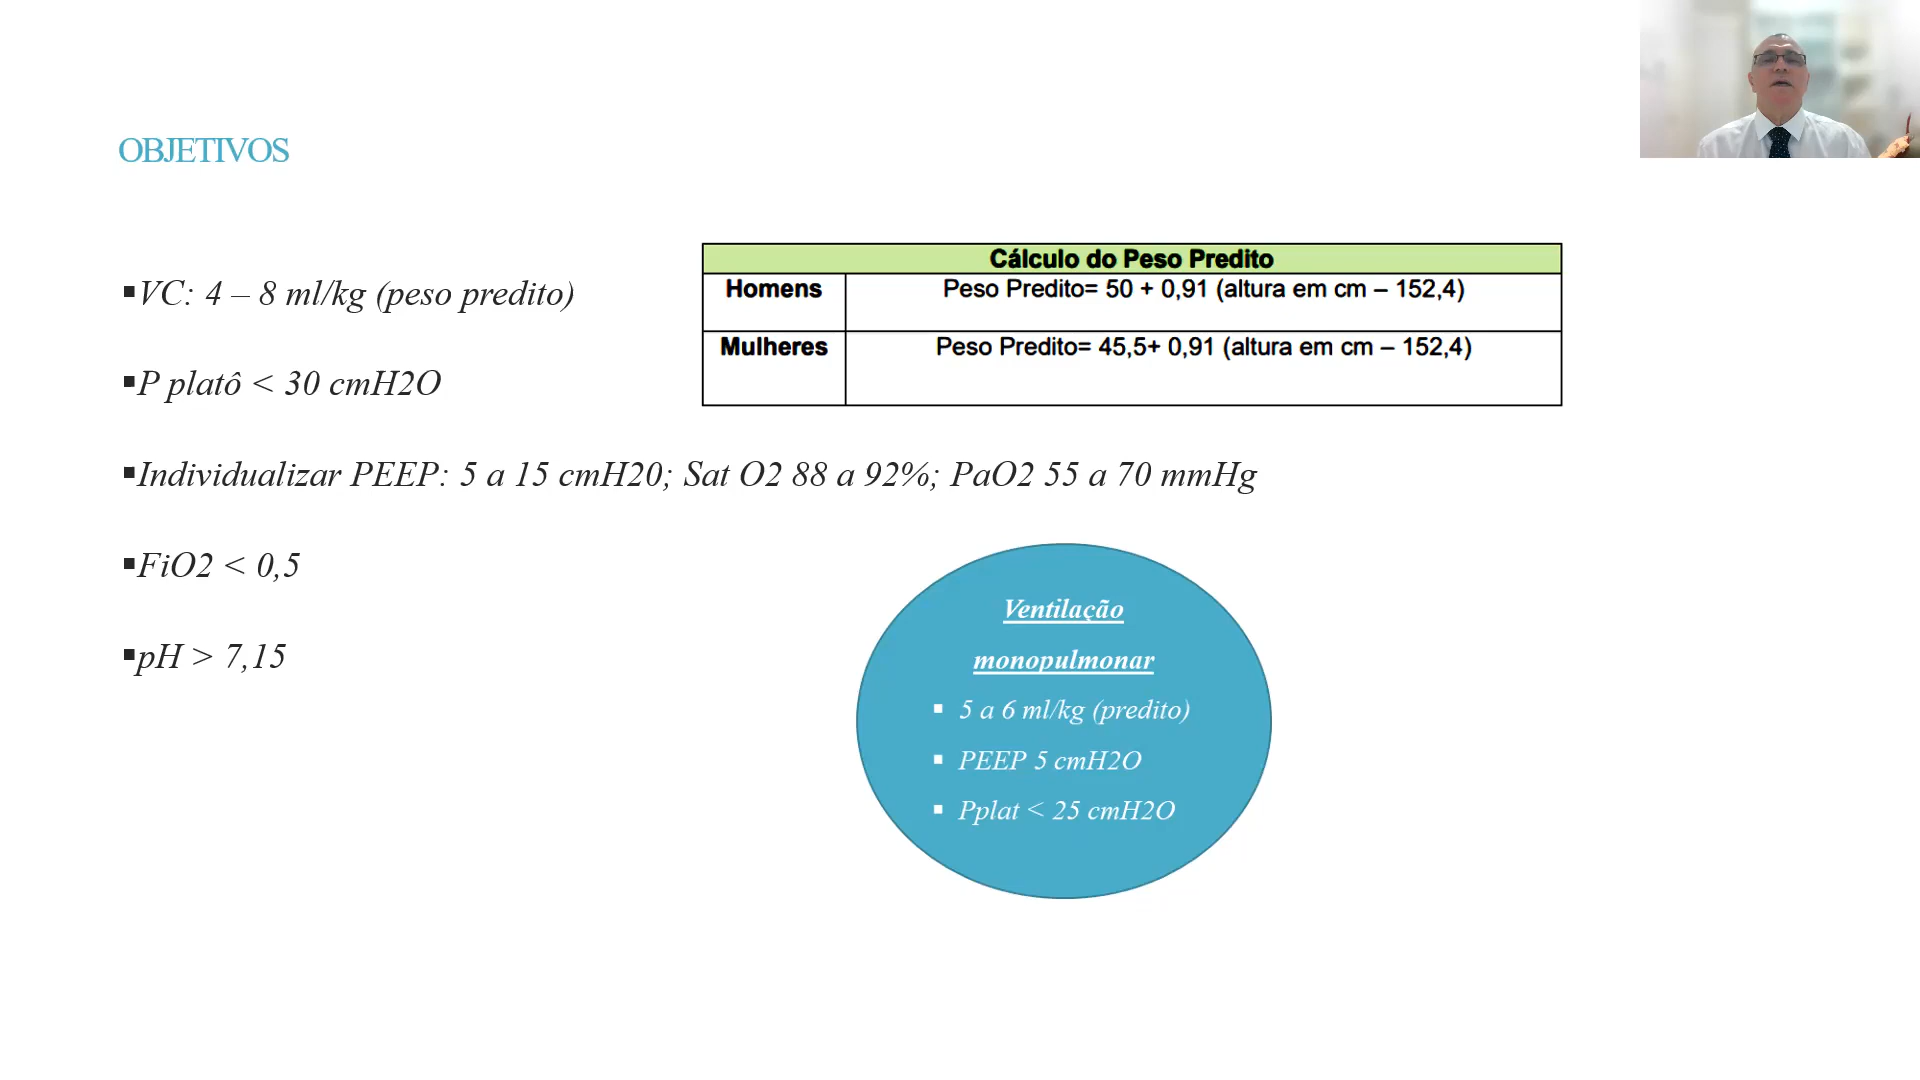 OBJETIVOS
▪VC: 4 – 8 ml/kg (peso predito)
▪P platô < 30 cmH2O
▪Individualizar PEEP: 5 a 15 cmH20; Sat O2 88 a 92%; PaO2 55 a 70 mmHg
▪FiO2 < 0,5
▪pH > 7,15
Cálculo do Peso Predito
Homens Peso Predito= 50 + 0,91 (altura em cm – 152,4)
Mulheres Peso Predito= 45,5+ 0,91 (altura em cm – 152,4)
Ventilação
monopulmonar
▪ 5 a 6 ml/kg (predito)
▪ PEEP 5 cmH2O
▪ Pplat < 25 cmH2O